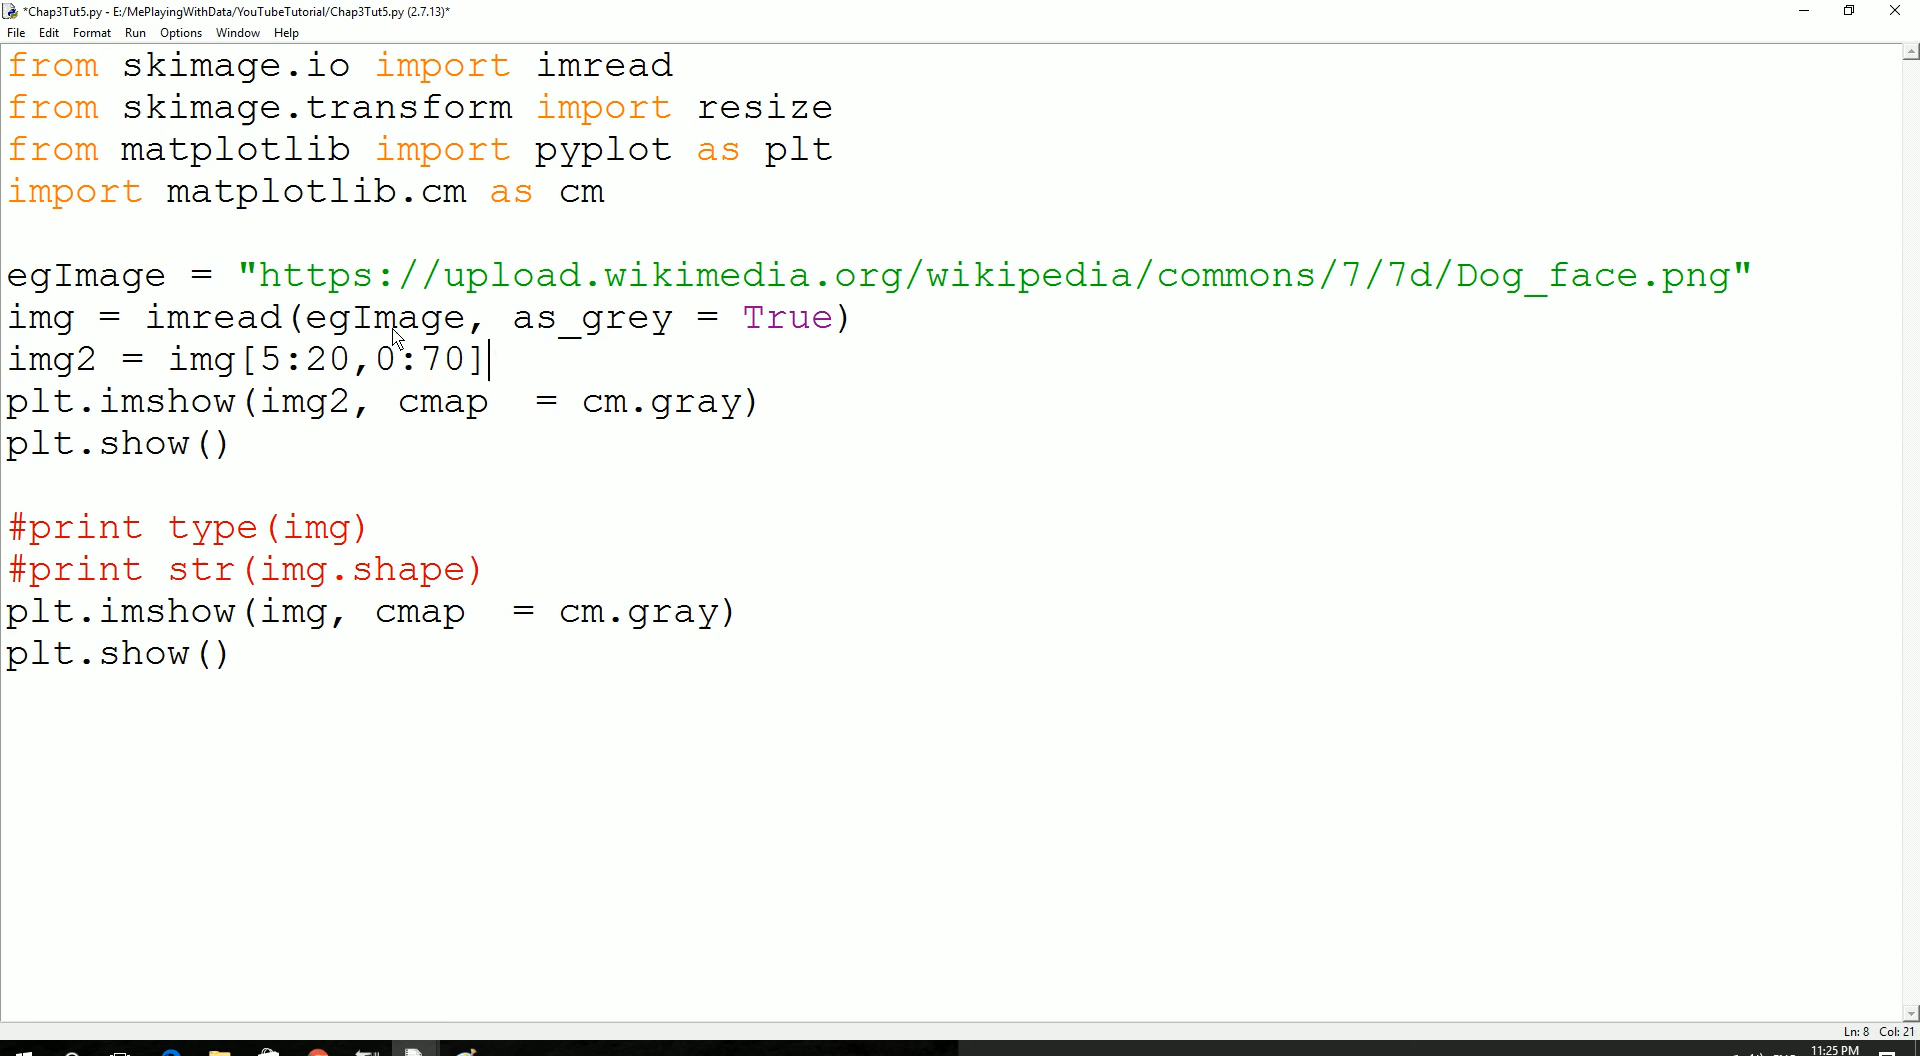 *Chap3Tut5.py - E:/MePlayingWithData/YouTubeTutorial/Chap3Tut5.py (2.7.13)*
File Edit Format Run Options Window Help
from skimage.io import imread
from skimage.transform import resize
from matplotlib import pyplot as plt
import matplotlib.cm as cm
egImage = "https://upload.wikimedia.org/wikipedia/commons/7/7d/Dog_face.png"
img = imread(egImage, as_grey = True)
img2 = img[5:20,0:70]
plt.imshow(img2, cmap  = cm.gray)
plt.show()
#print type(img)
#print str(img.shape)
plt.imshow(img, cmap  = cm.gray)
plt.show()
Ln: 8 Col: 21
11:25 PM